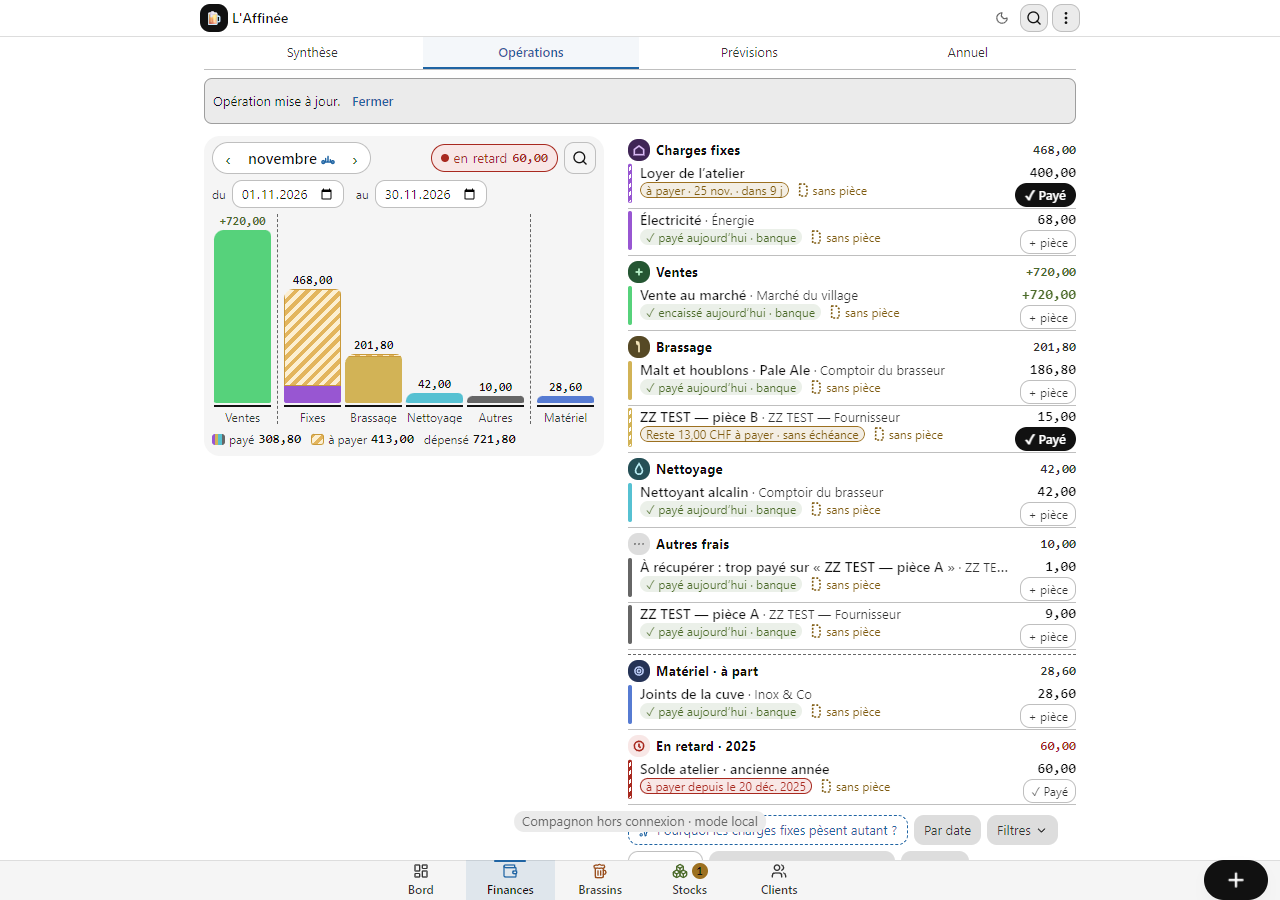 L'Affinée
Synthèse
Opérations
Prévisions
Annuel
Opération mise à jour. Fermer
‹ novembre ›
en retard 60,00
du 01.11.2026 au 30.11.2026
+720,00
468,00
201,80
42,00
10,00
28,60
Ventes
Fixes
Brassage
Nettoyage
Autres
Matériel
payé 308,80 à payer 413,00 dépensé 721,80
Charges fixes 468,00
Loyer de l’atelier 400,00
à payer · 25 nov. · dans 9 j sans pièce ✓ Payé
Électricité · Énergie 68,00
✓ payé aujourd’hui · banque sans pièce + pièce
Ventes +720,00
Vente au marché · Marché du village +720,00
✓ encaissé aujourd’hui · banque sans pièce + pièce
Brassage 201,80
Malt et houblons · Pale Ale · Comptoir du brasseur 186,80
✓ payé aujourd’hui · banque sans pièce + pièce
ZZ TEST — pièce B · ZZ TEST — Fournisseur 15,00
Reste 13,00 CHF à payer · sans échéance sans pièce ✓ Payé
Nettoyage 42,00
Nettoyant alcalin · Comptoir du brasseur 42,00
✓ payé aujourd’hui · banque sans pièce + pièce
Autres frais 10,00
À récupérer : trop payé sur « ZZ TEST — pièce A » · ZZ TE… 1,00
✓ payé aujourd’hui · banque sans pièce + pièce
ZZ TEST — pièce A · ZZ TEST — Fournisseur 9,00
✓ payé aujourd’hui · banque sans pièce + pièce
Matériel · à part 28,60
Joints de la cuve · Inox & Co 28,60
✓ payé aujourd’hui · banque sans pièce + pièce
En retard · 2025 60,00
Solde atelier · ancienne année 60,00
à payer depuis le 20 déc. 2025 sans pièce ✓ Payé
Compagnon hors connexion · mode local
Pourquoi les charges fixes pèsent autant ? Par date Filtres
Bord
Finances
Brassins
Stocks 1
Clients
+